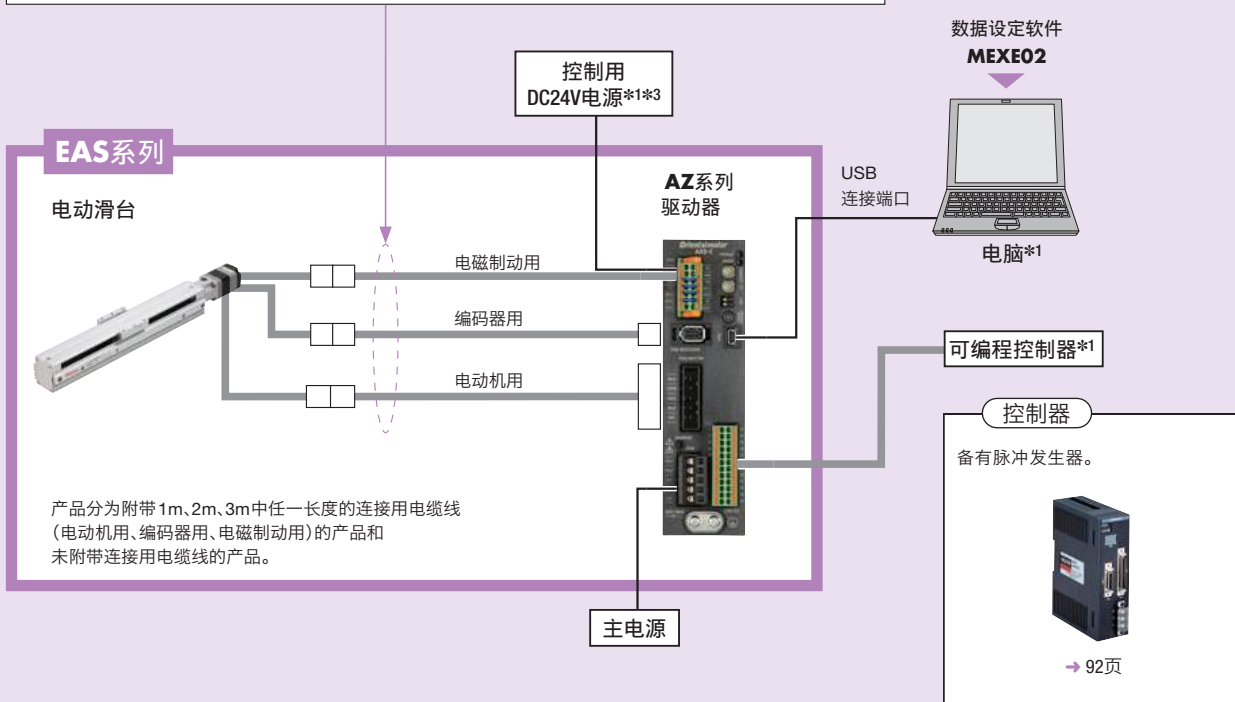 数据设定软件
MEXE02
控制用
DC24V电源*1*3
EAS系列
电动滑台
AZ系列
驱动器
USB
连接端口
电脑*1
电磁制动用
编码器用
电动机用
可编程控制器*1
控制器
备有脉冲发生器。
产品分为附带1m、2m、3m中任一长度的连接用电缆线
（电动机用、编码器用、电磁制动用）的产品和
未附带连接用电缆线的产品。
主电源
→ 92页
Orientalmotor